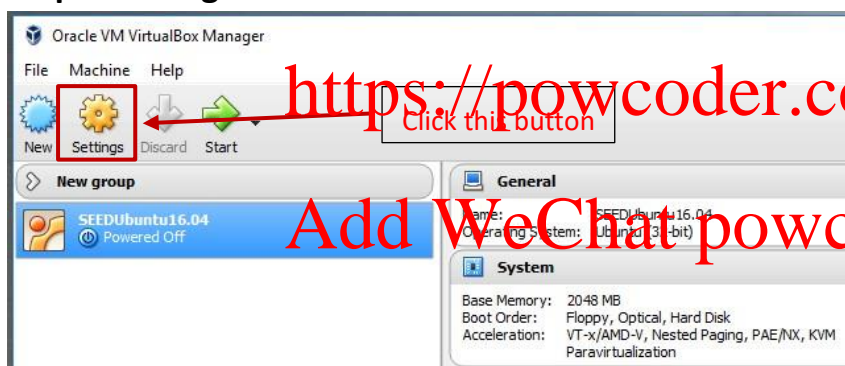 Oracle VM VirtualBox Manager
File Machine Help
https://powcoder.co
Click this button
New Settings Discard Start
New group
General
SEEDUbuntu16.04
Powered Off
Name: SEEDUbuntu16.04
Operating System: Ubuntu (32-bit)
Add WeChat powc
System
Base Memory: 2048 MB
Boot Order: Floppy, Optical, Hard Disk
Acceleration: VT-x/AMD-V, Nested Paging, PAE/NX, KVM
Paravirtualization